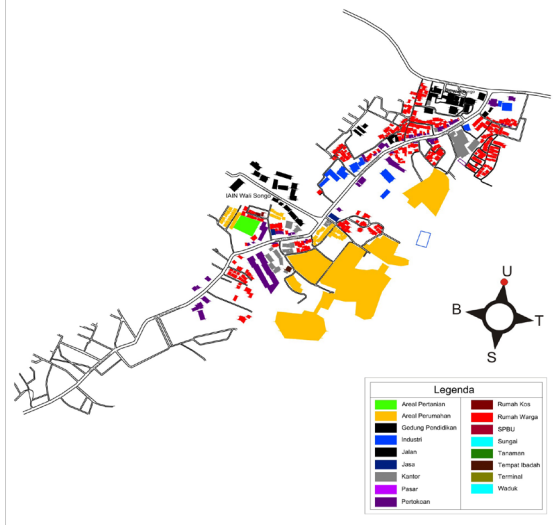 IAIN Wali Songo
U
B
T
S
Legenda
Areal Pertanian
Areal Perumahan
Gedung Pendidikan
Industri
Jalan
Jasa
Kantor
Pasar
Pertokoan
Rumah Kos
Rumah Warga
SPBU
Sungai
Tanaman
Tempat Ibadah
Terminal
Waduk